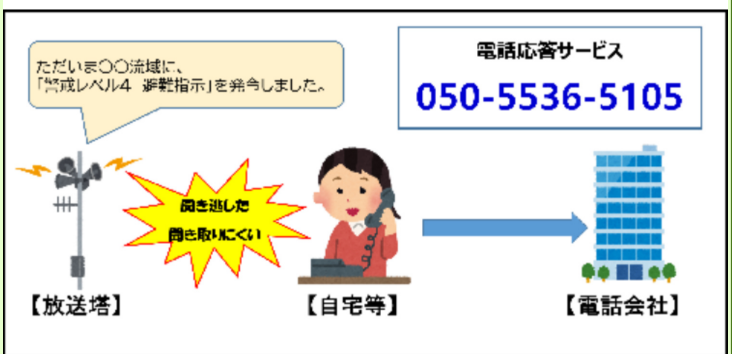 ただいま〇〇流域に、
「警戒レベル4 避難指示」を発令しました。
電話応答サービス
050-5536-5105
聞き逃した
聞き取りにくい
【放送塔】
【自宅等】
【電話会社】